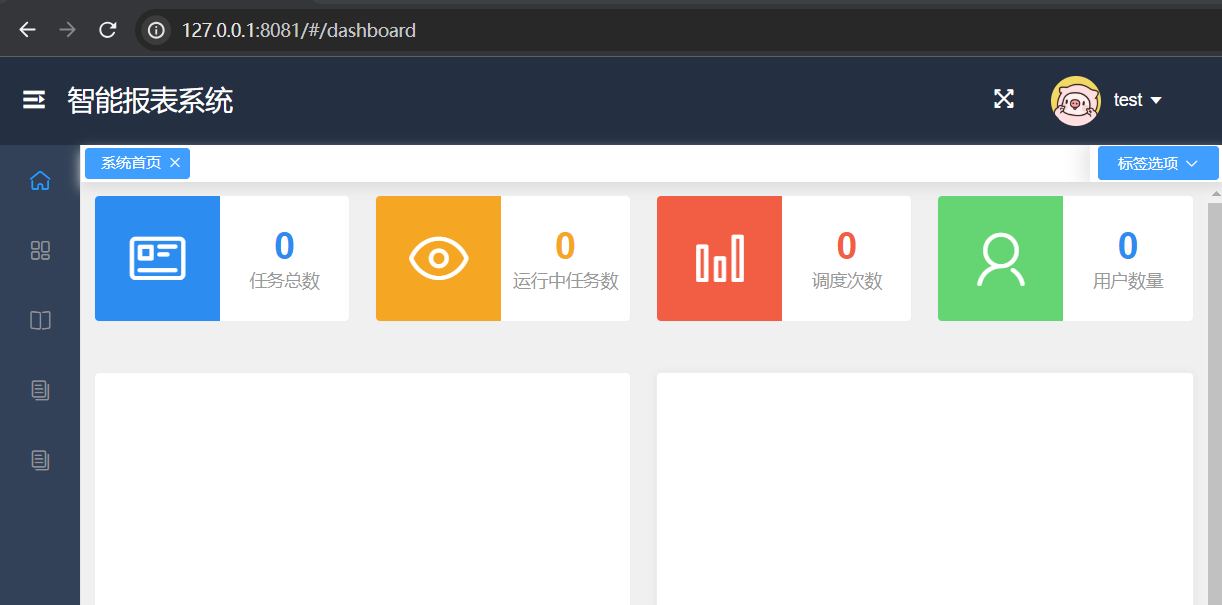 127.0.0.1:8081/#/dashboard
智能报表系统
test
系统首页
标签选项
0
任务总数
0
运行中任务数
0
调度次数
0
用户数量